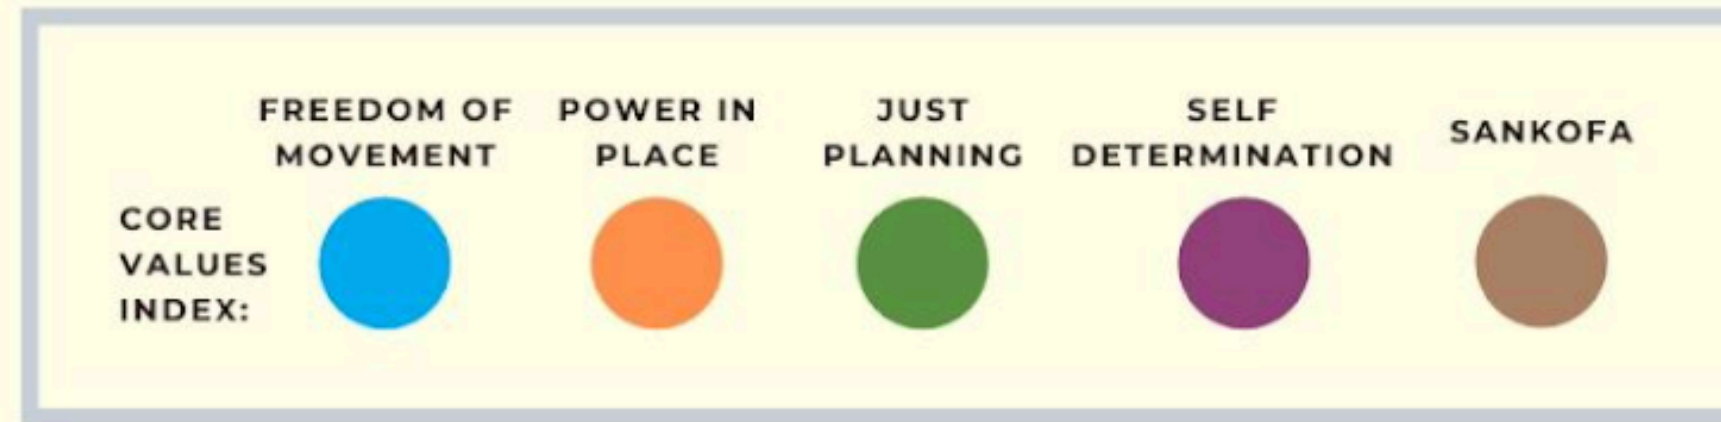 FREEDOM OF
MOVEMENT
POWER IN
PLACE
JUST
PLANNING
SELF
DETERMINATION
SANKOFA
CORE
VALUES
INDEX: